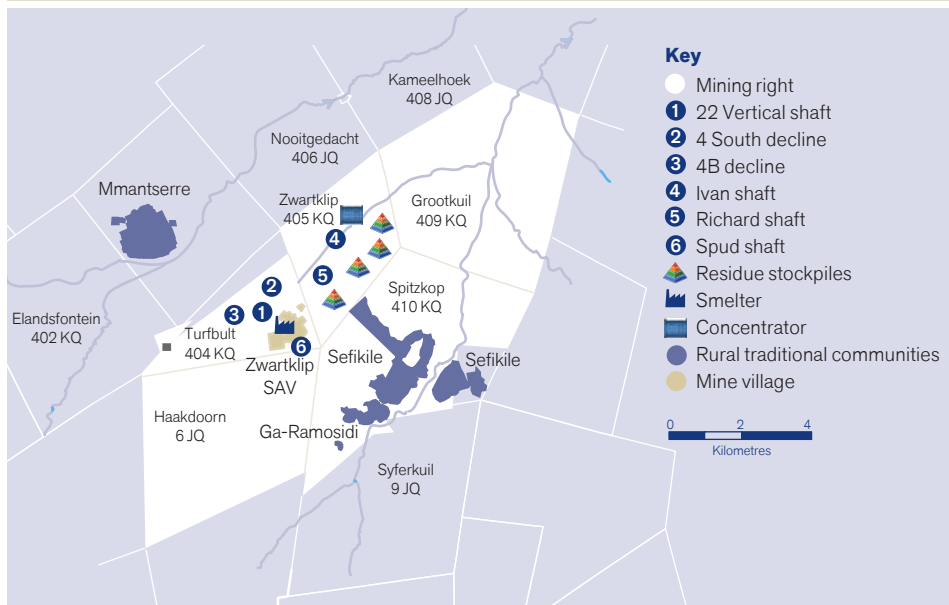 Kameelhoek
408 JQ
Nooitgedacht
406 JQ
Mmantserre
Zwartklip
405 KQ
Grootkuil
409 KQ
4
5
2
Spitzkop
410 KQ
Elandsfontein
402 KQ
3
1
Turfbult
404 KQ
6
Zwartklip
SAV
Sefikile
Sefikile
Haakdoorn
6 JQ
Ga-Ramosidi
Syferkuil
9 JQ
Key
Mining right
1 22 Vertical shaft
2 4 South decline
3 4B decline
4 Ivan shaft
5 Richard shaft
6 Spud shaft
Residue stockpiles
Smelter
Concentrator
Rural traditional communities
Mine village
0 2 4
Kilometres